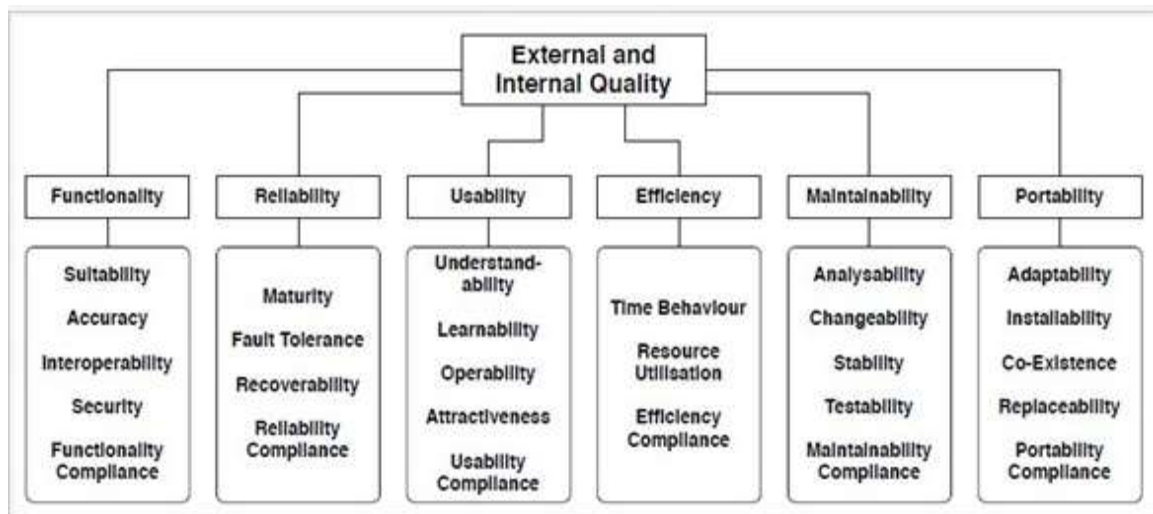 External and
Internal Quality
Functionality
Reliability
Usability
Efficiency
Maintainability
Portability
Suitability
Accuracy
Interoperability
Security
Functionality
Compliance
Maturity
Fault Tolerance
Recoverability
Reliability
Compliance
Understand-
ability
Learnability
Operability
Attractiveness
Usability
Compliance
Time Behaviour
Resource
Utilisation
Efficiency
Compliance
Analysability
Changeability
Stability
Testability
Maintainability
Compliance
Adaptability
Installability
Co-Existence
Replaceability
Portability
Compliance